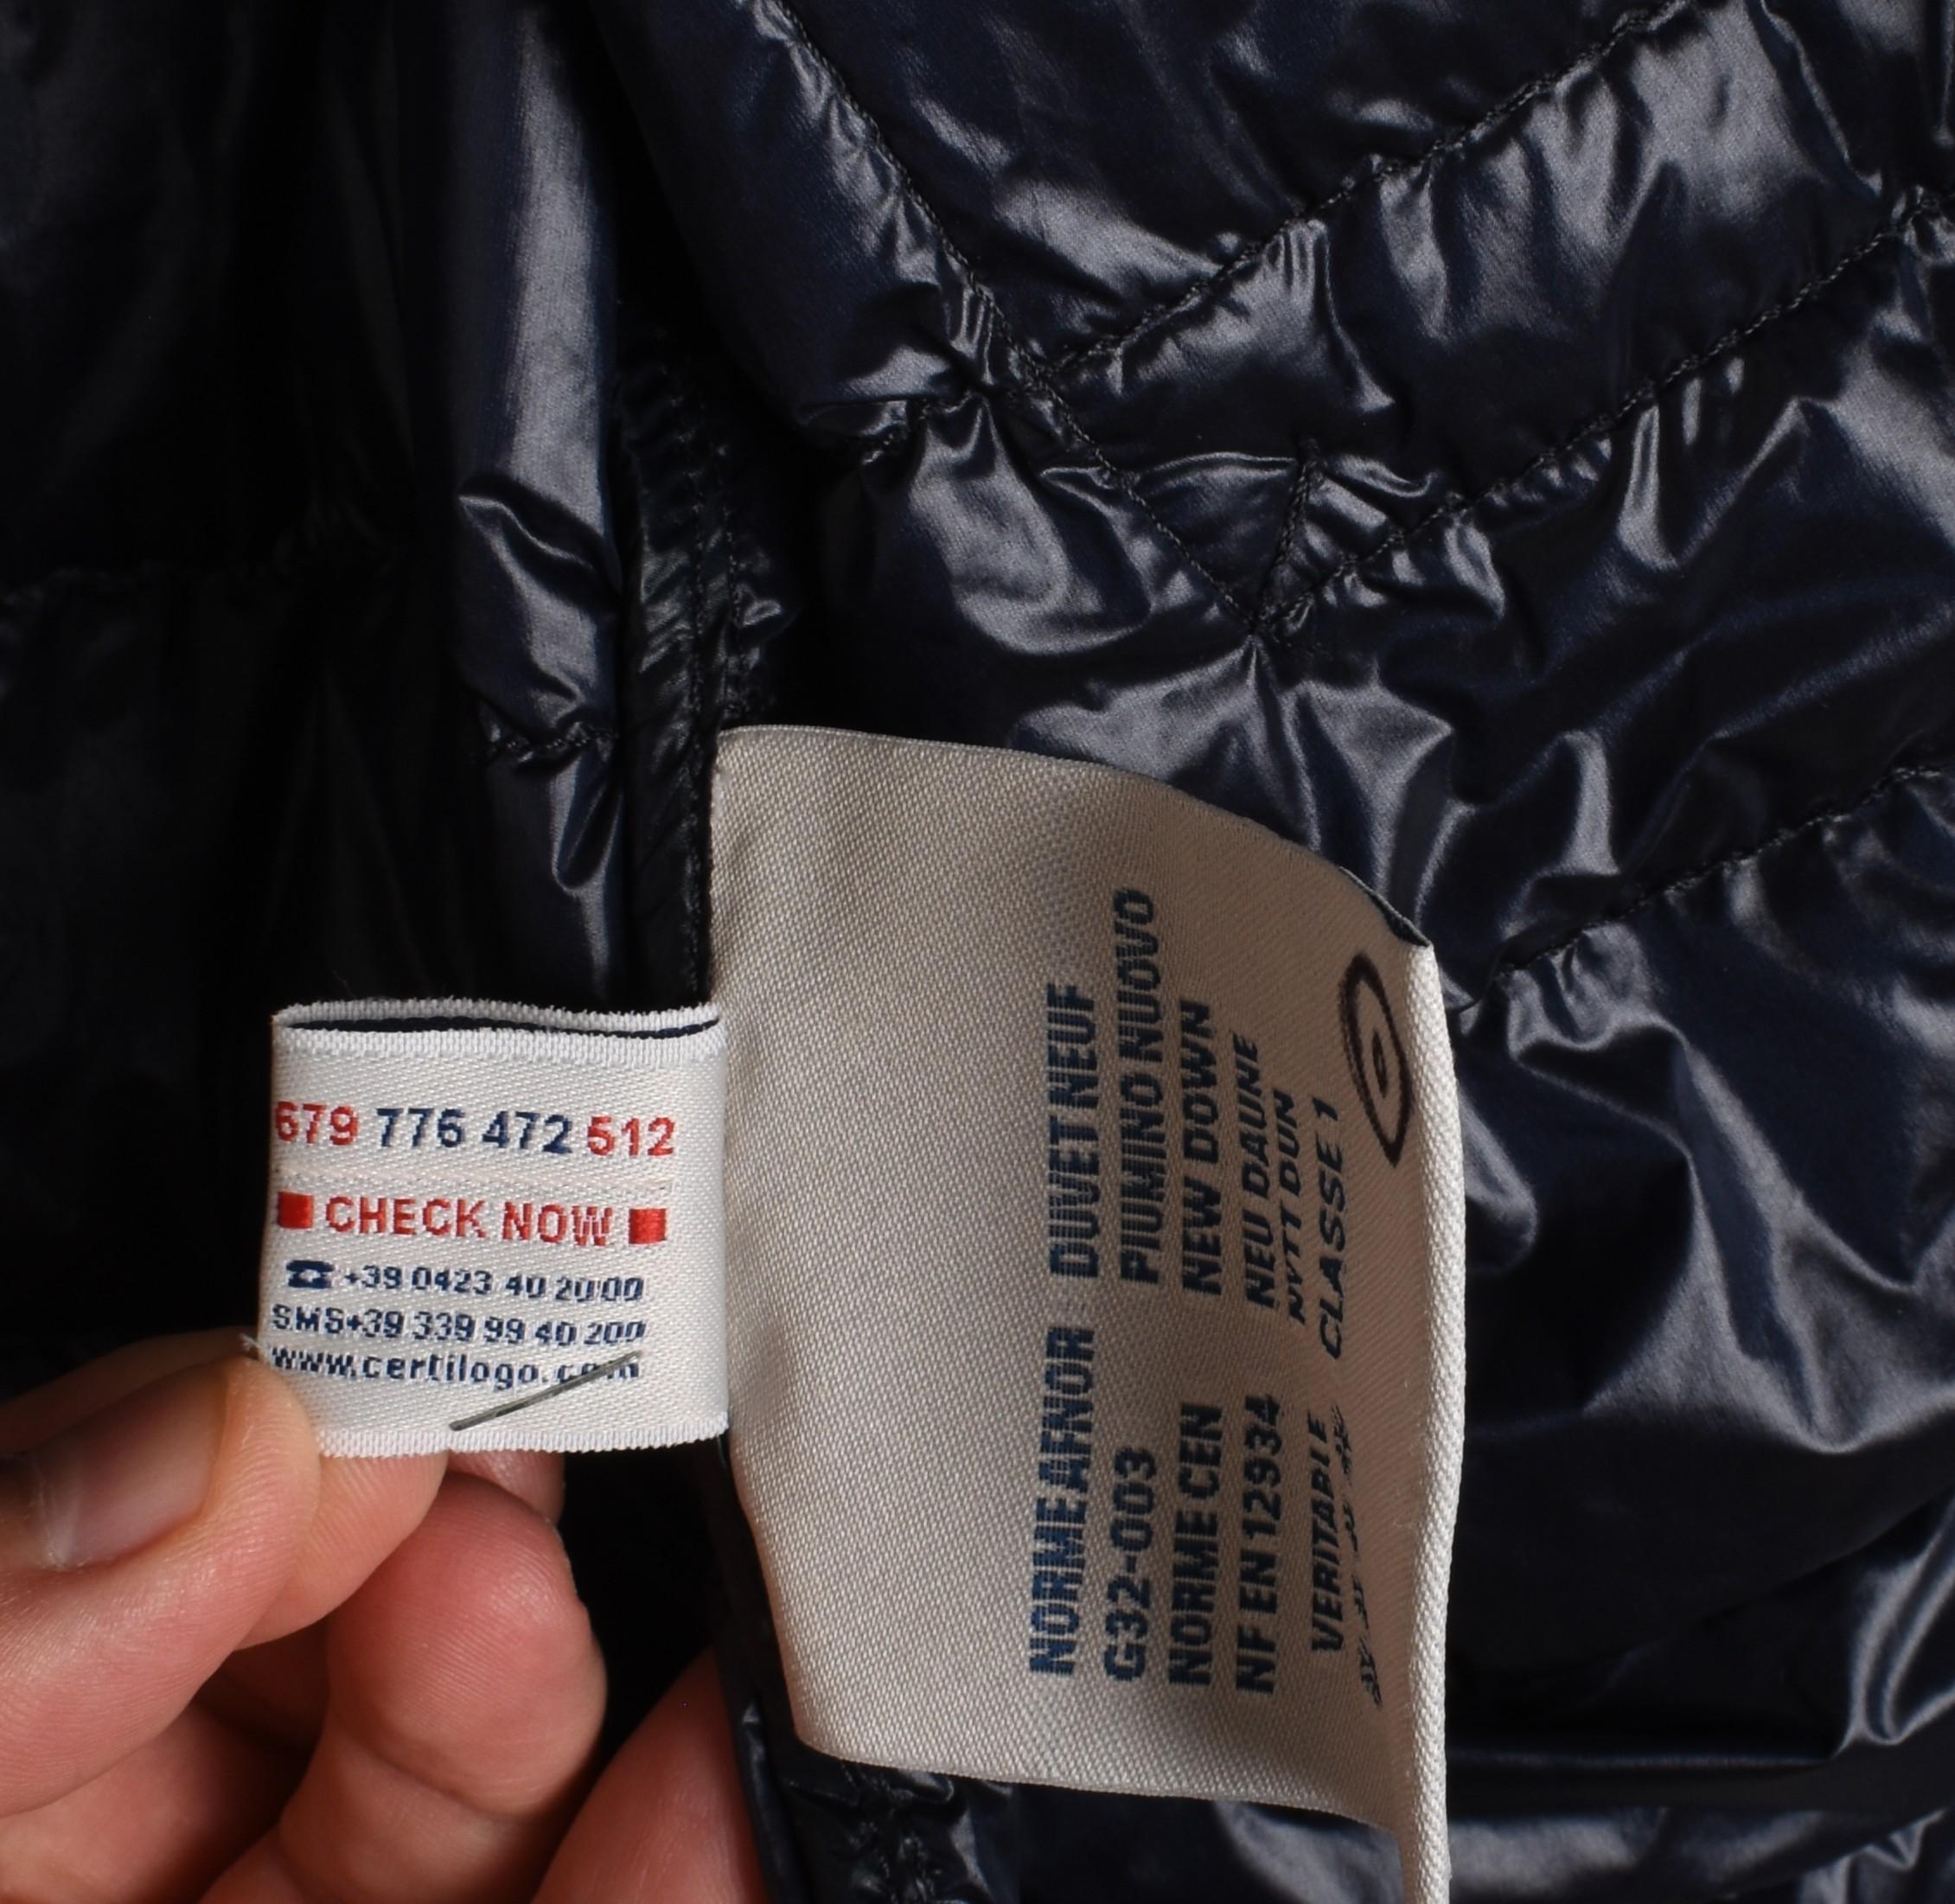 679 776 472 512
CHECK NOW
+39 0423 40 20 00
SMS+39 339 99 40 200
www.certilogo.com
NORME AFNOR DUVET NEUF
G32-003 PIUMINO NUOVO
NORME CEN NEW DOWN
NF EN 12934 NEU DAUNE
NYTT DUN
VERITABLE CLASSE 1